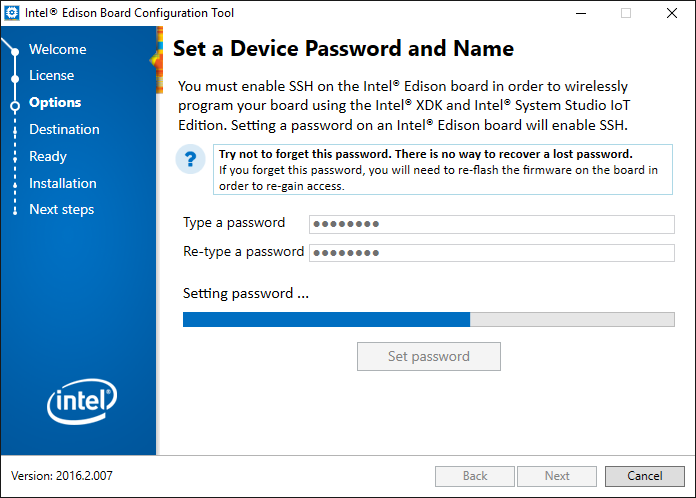 Intel® Edison Board Configuration Tool
Welcome
License
Options
Destination
Ready
Installation
Next steps
intel®
Set a Device Password and Name
You must enable SSH on the Intel® Edison board in order to wirelessly
program your board using the Intel® XDK and Intel® System Studio IoT
Edition. Setting a password on an Intel® Edison board will enable SSH.
?
Try not to forget this password. There is no way to recover a lost password.
If you forget this password, you will need to re-flash the firmware on the board in
order to re-gain access.
Type a password ●●●●●●●●
Re-type a password ●●●●●●●●
Setting password ...
Set password
Version: 2016.2.007
Back Next Cancel